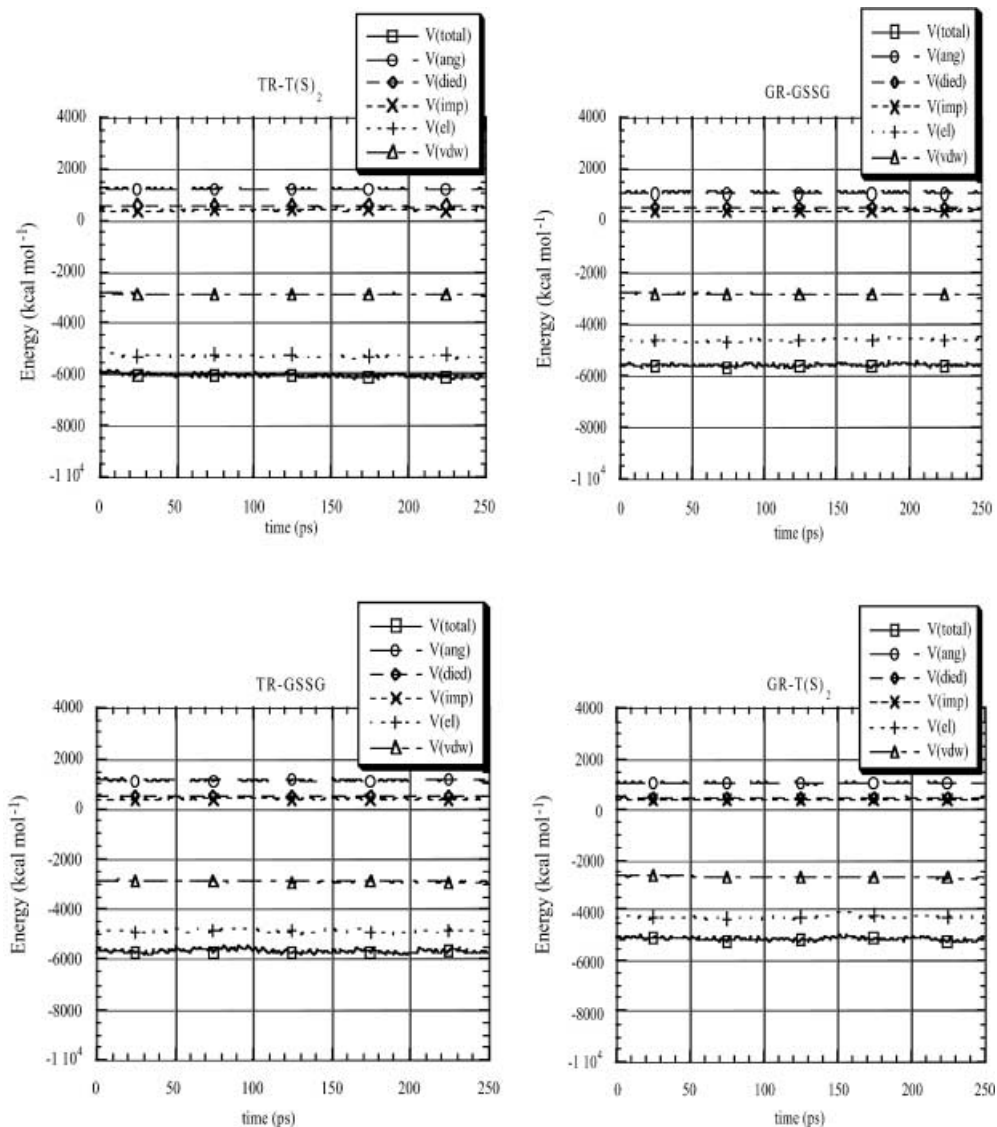 V(total)
V(ang)
V(died)
V(imp)
V(el)
V(vdw)
TR-T(S)2
4000
2000
0
-2000
-4000
-6000
-8000
-1 10^4
Energy (kcal mol-1)
0 50 100 150 200 250
time (ps)
V(total)
V(ang)
V(died)
V(imp)
V(el)
V(vdw)
GR-GSSG
4000
2000
0
-2000
-4000
-6000
-8000
-1 10^4
Energy (kcal mol-1)
0 50 100 150 200 250
time (ps)
V(total)
V(ang)
V(died)
V(imp)
V(el)
V(vdw)
TR-GSSG
4000
2000
0
-2000
-4000
-6000
-8000
-1 10^4
Energy (kcal mol-1)
0 50 100 150 200 250
time (ps)
V(total)
V(ang)
V(died)
V(imp)
V(el)
V(vdw)
GR-T(S)2
4000
2000
0
-2000
-4000
-6000
-8000
-1 10^4
Energy (kcal mol-1)
0 50 100 150 200 250
time (ps)